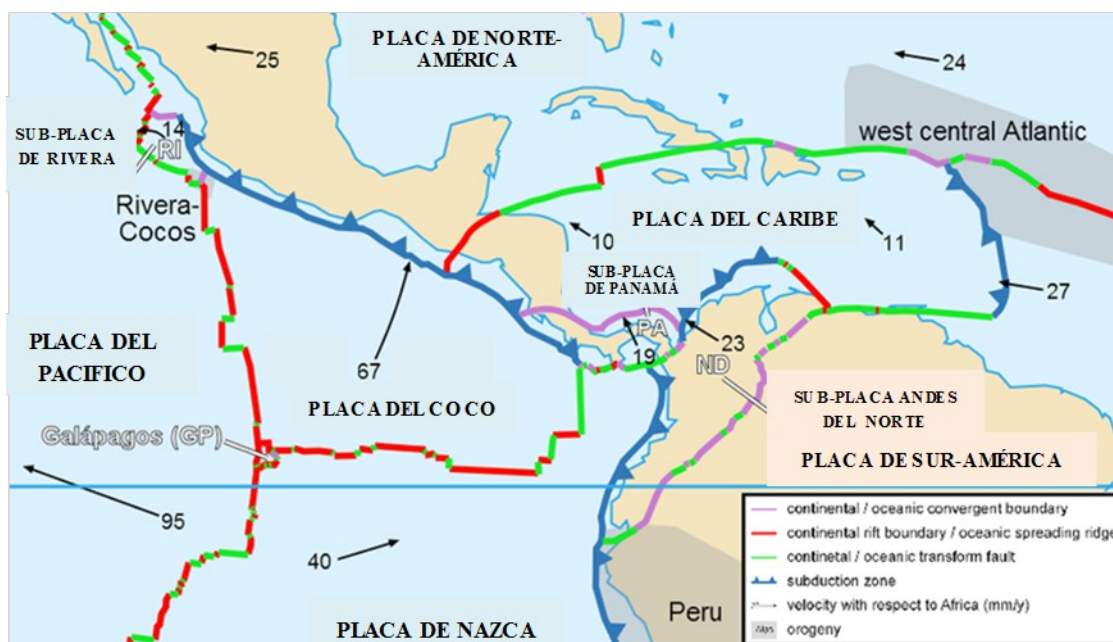 PLACA DE NORTE-
AMÉRICA
25
24
SUB-PLACA
DE RIVERA
14
RI
west central Atlantic
Rivera-
Cocos
10
PLACA DEL CARIBE
11
SUB-PLACA
DE PANAMÁ
27
PA
19
23
ND
PLACA DEL
PACIFICO
67
PLACA DEL COCO
SUB-PLACA ANDES
DEL NORTE
Galápagos (GP)
PLACA DE SUR-AMÉRICA
95
40
Peru
PLACA DE NAZCA
continental / oceanic convergent boundary
continental rift boundary / oceanic spreading ridge
continetal / oceanic transform fault
subduction zone
velocity with respect to Africa (mm/y)
orogeny